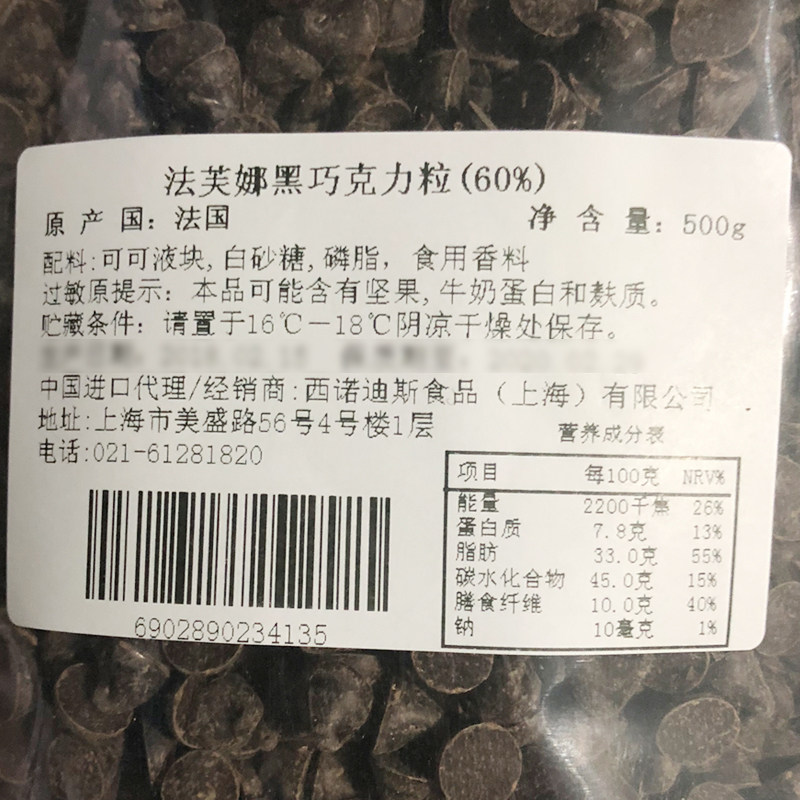 法芙娜黑巧克力粒(60%)
原产国：法国 净含量：500g
配料:可可液块,白砂糖,磷脂，食用香料
过敏原提示：本品可能含有坚果,牛奶蛋白和麸质。
贮藏条件：请置于16℃－18℃阴凉干燥处保存。
中国进口代理/经销商:西诺迪斯食品（上海）有限公司
地址:上海市美盛路56号4号楼1层
电话:021-61281820
营养成分表
项目 每100克 NRV%
能量 2200千焦 26%
蛋白质 7.8克 13%
脂肪 33.0克 55%
碳水化合物 45.0克 15%
膳食纤维 10.0克 40%
钠 10毫克 1%
6902890234135